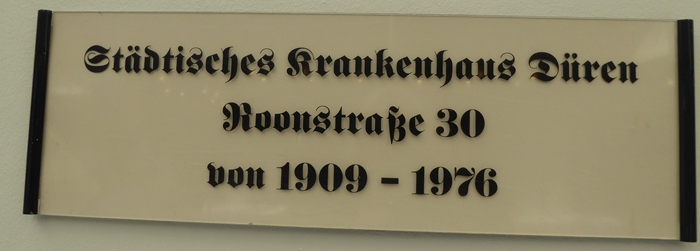 Städtisches Krankenhaus Düren
Roonstraße 30
von 1909 – 1976